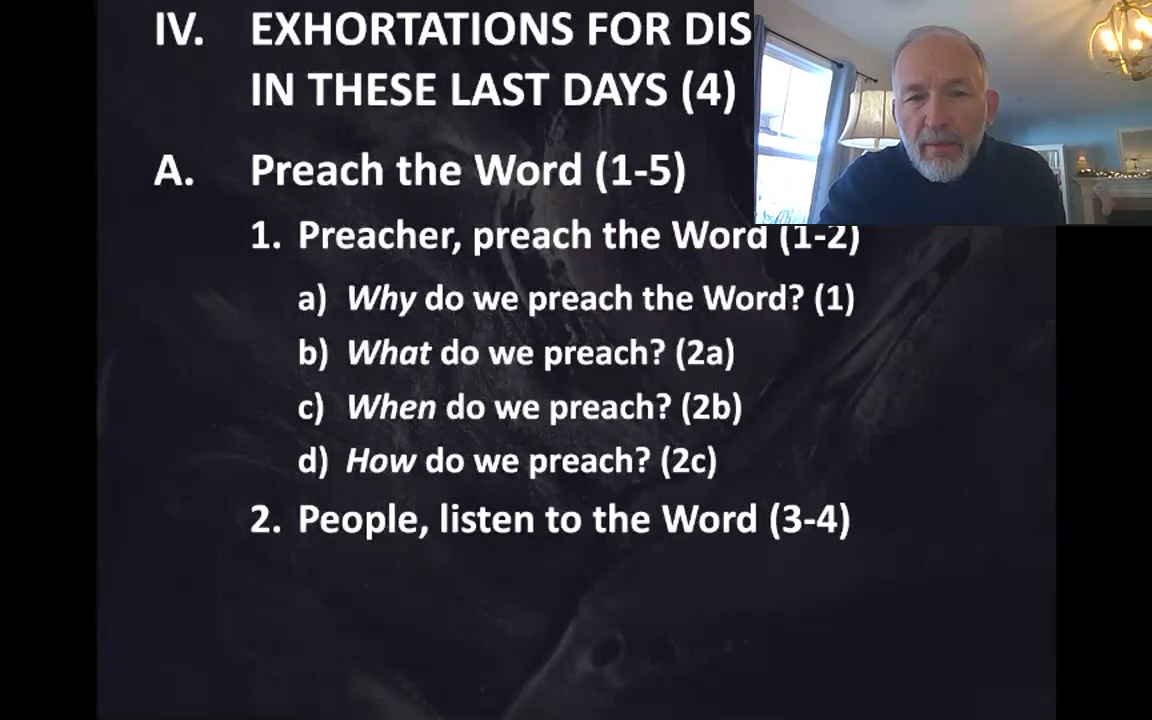 IV. EXHORTATIONS FOR DIS
IN THESE LAST DAYS (4)
A. Preach the Word (1-5)
1. Preacher, preach the Word (1-2)
a) Why do we preach the Word? (1)
b) What do we preach? (2a)
c) When do we preach? (2b)
d) How do we preach? (2c)
2. People, listen to the Word (3-4)